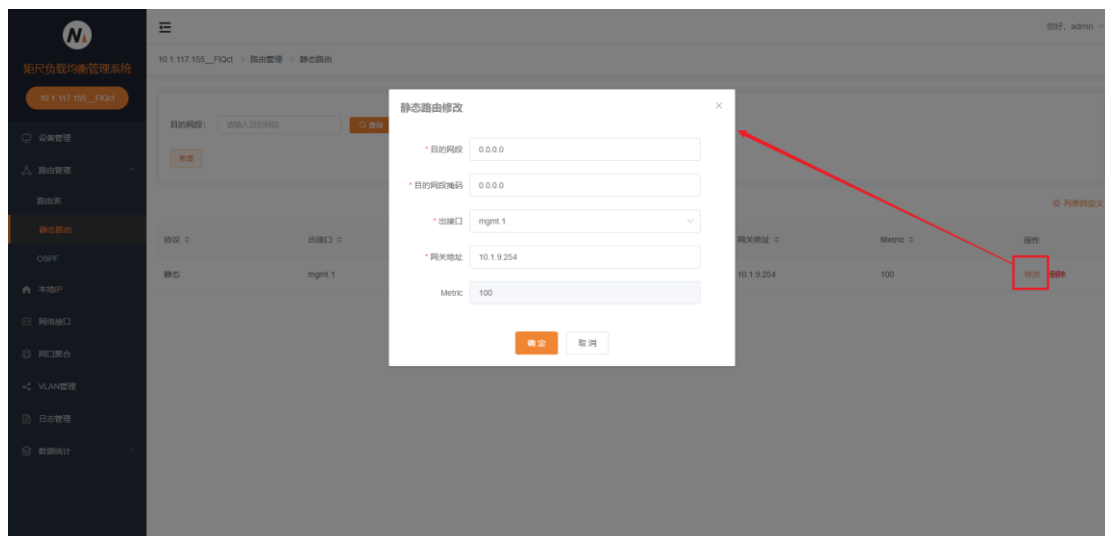 您好，admin
矩尺负载均衡管理系统
10.1.117.155__FlQct
10.1.117.155__FlQct > 路由管理 > 静态路由
设备管理
路由管理
路由表
静态路由
OSPF
本地IP
网络接口
网口聚合
VLAN管理
日志管理
数据统计
目的网段： 请输入目的网段 查询
新增
列表自定义
协议 出接口 网关地址 Metric 操作
静态 mgmt.1 10.1.9.254 100 修改 删除
静态路由修改
* 目的网段 0.0.0.0
* 目的网段掩码 0.0.0.0
* 出接口 mgmt.1
* 网关地址 10.1.9.254
Metric 100
确定 取消